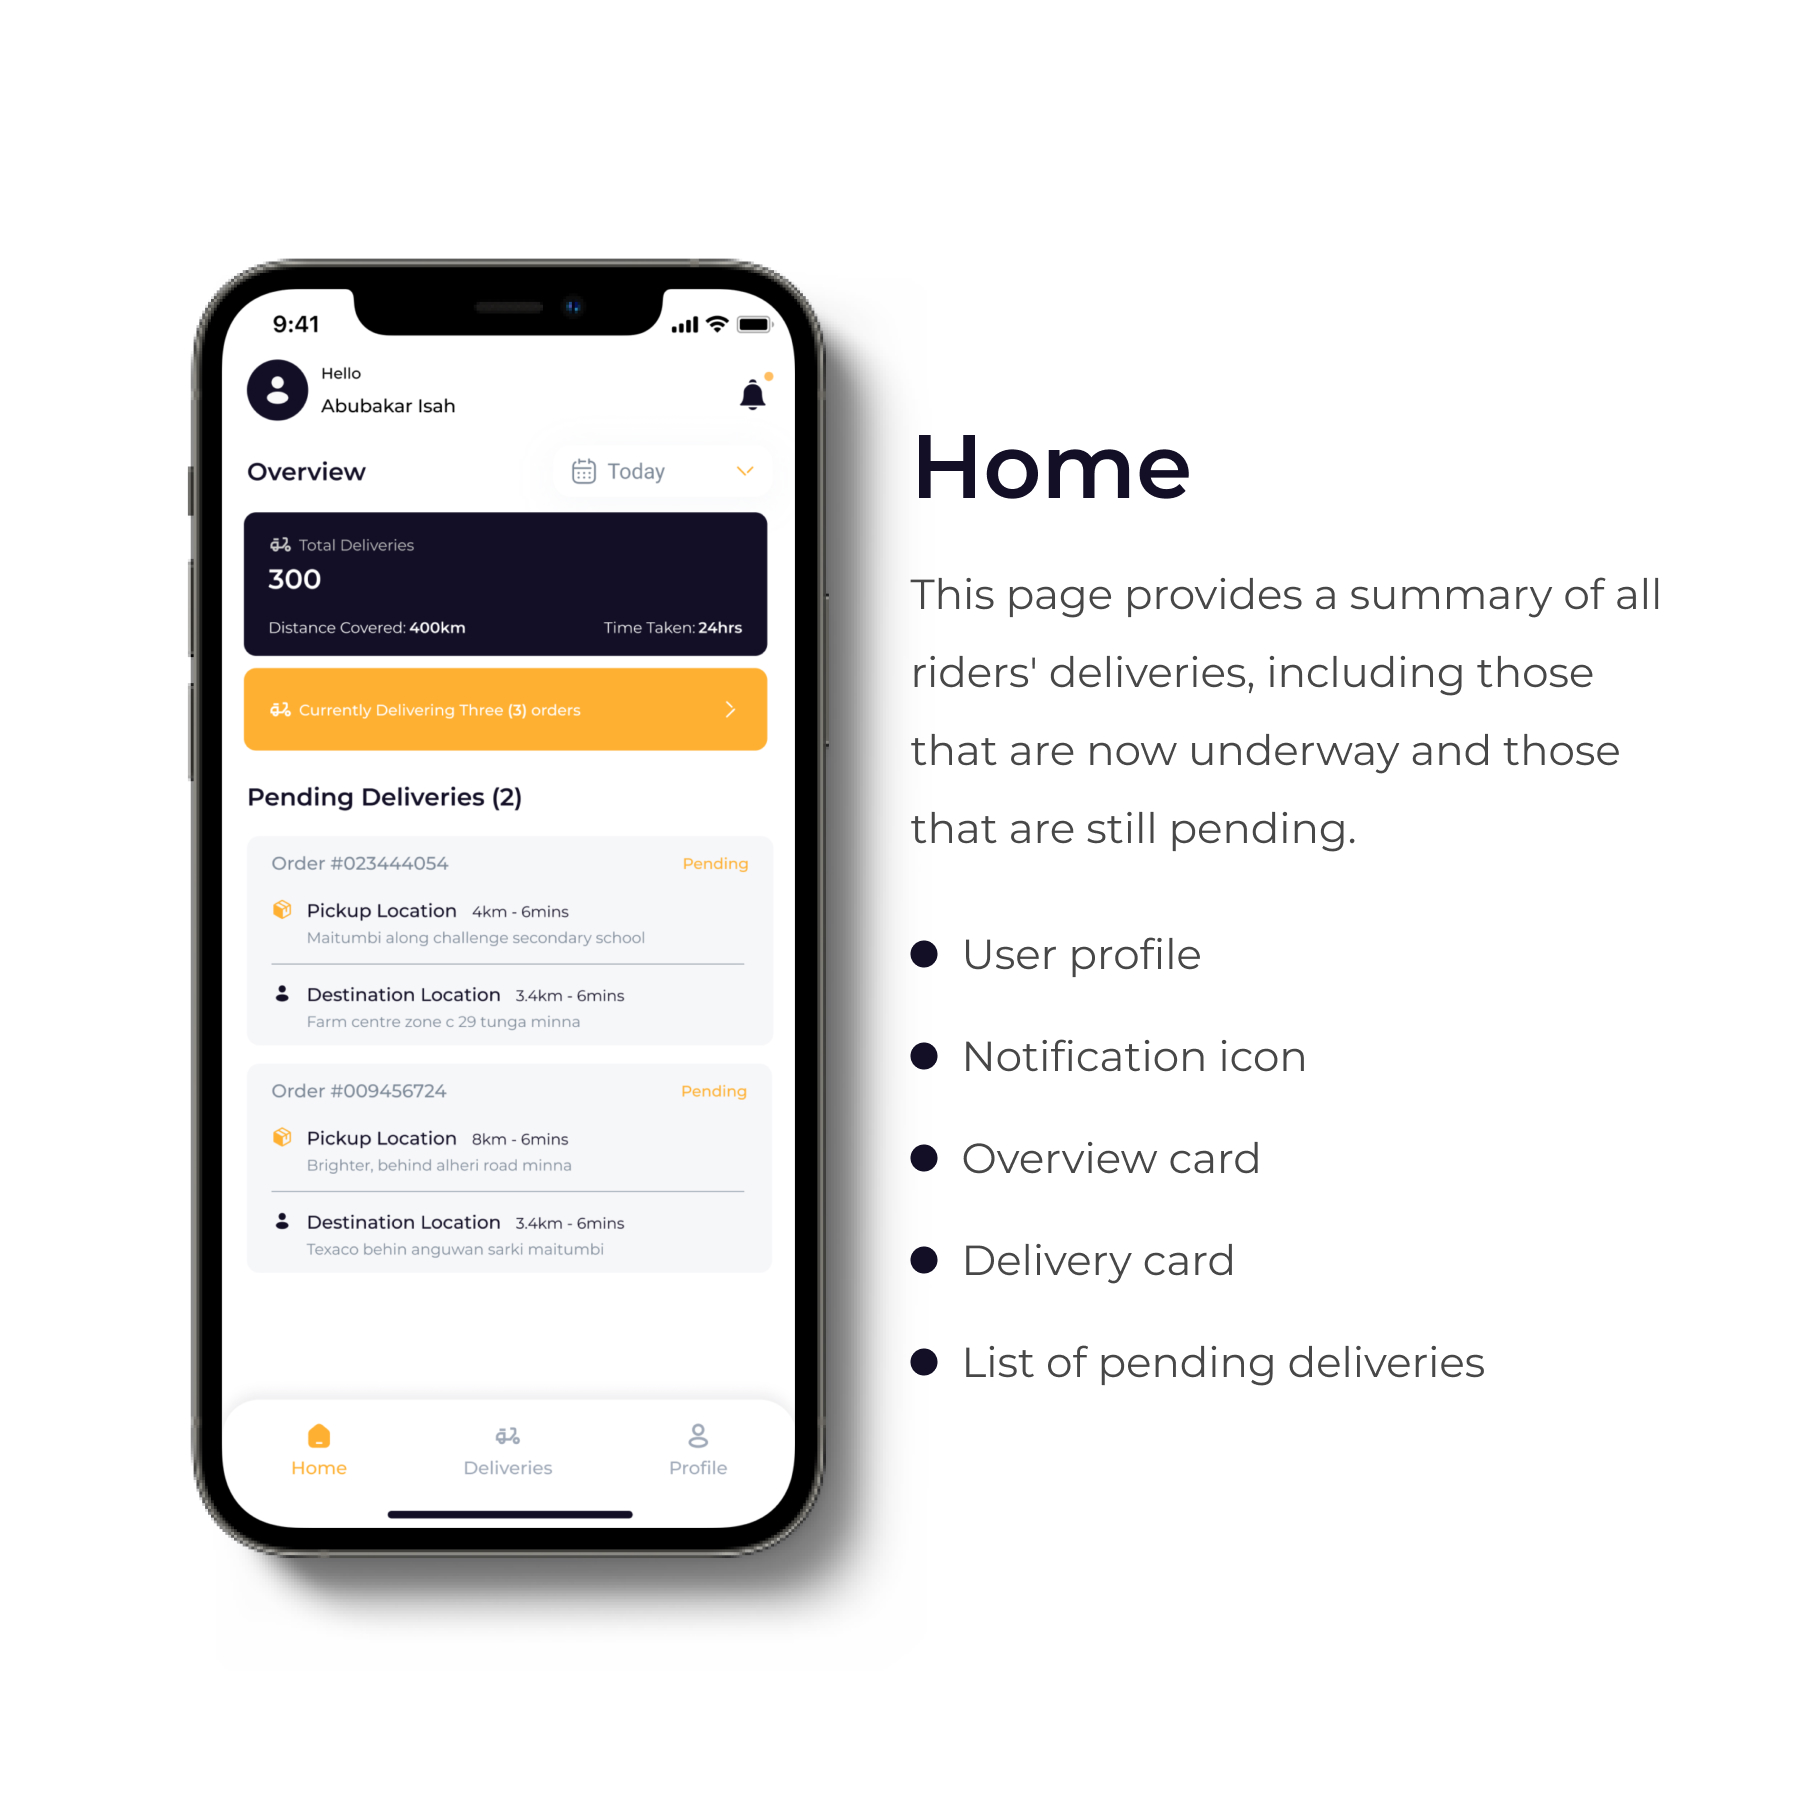 9:41
Hello
Abubakar Isah
Overview
Today
Total Deliveries
300
Distance Covered: 400km
Time Taken: 24hrs
Currently Delivering Three (3) orders
Pending Deliveries (2)
Order #023444054
Pending
Pickup Location 4km - 6mins
Maitumbi along challenge secondary school
Destination Location 3.4km - 6mins
Farm centre zone c 29 tunga minna
Order #009456724
Pending
Pickup Location 8km - 6mins
Brighter, behind alheri road minna
Destination Location 3.4km - 6mins
Texaco behin anguwan sarki maitumbi
Home
Deliveries
Profile
Home
This page provides a summary of all
riders' deliveries, including those
that are now underway and those
that are still pending.
User profile
Notification icon
Overview card
Delivery card
List of pending deliveries